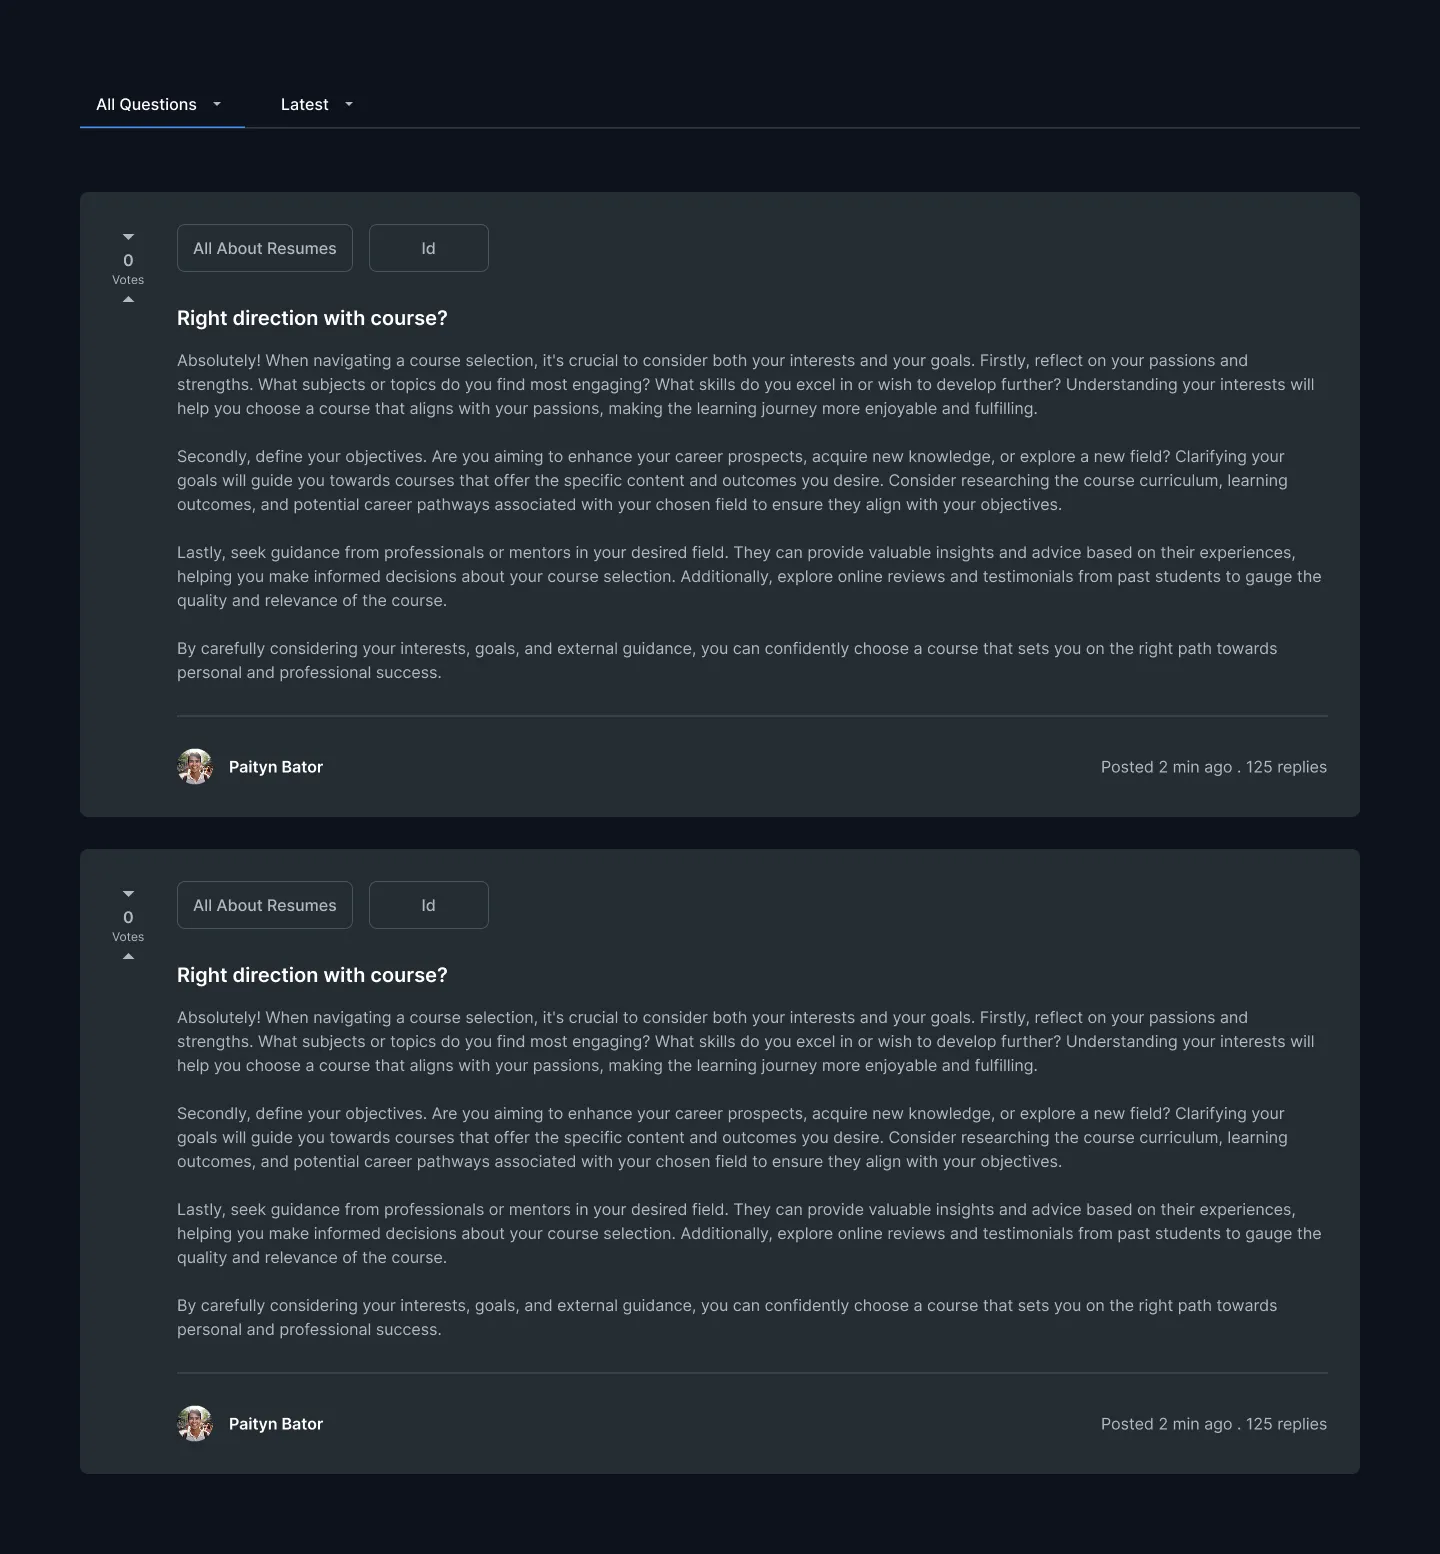 All Questions
Latest
All About Resumes
Id
0
Votes
Right direction with course?
Absolutely! When navigating a course selection, it's crucial to consider both your interests and your goals. Firstly, reflect on your passions and
strengths. What subjects or topics do you find most engaging? What skills do you excel in or wish to develop further? Understanding your interests will
help you choose a course that aligns with your passions, making the learning journey more enjoyable and fulfilling.
Secondly, define your objectives. Are you aiming to enhance your career prospects, acquire new knowledge, or explore a new field? Clarifying your
goals will guide you towards courses that offer the specific content and outcomes you desire. Consider researching the course curriculum, learning
outcomes, and potential career pathways associated with your chosen field to ensure they align with your objectives.
Lastly, seek guidance from professionals or mentors in your desired field. They can provide valuable insights and advice based on their experiences,
helping you make informed decisions about your course selection. Additionally, explore online reviews and testimonials from past students to gauge the
quality and relevance of the course.
By carefully considering your interests, goals, and external guidance, you can confidently choose a course that sets you on the right path towards
personal and professional success.
Paityn Bator
Posted 2 min ago . 125 replies
All About Resumes
Id
0
Votes
Right direction with course?
Absolutely! When navigating a course selection, it's crucial to consider both your interests and your goals. Firstly, reflect on your passions and
strengths. What subjects or topics do you find most engaging? What skills do you excel in or wish to develop further? Understanding your interests will
help you choose a course that aligns with your passions, making the learning journey more enjoyable and fulfilling.
Secondly, define your objectives. Are you aiming to enhance your career prospects, acquire new knowledge, or explore a new field? Clarifying your
goals will guide you towards courses that offer the specific content and outcomes you desire. Consider researching the course curriculum, learning
outcomes, and potential career pathways associated with your chosen field to ensure they align with your objectives.
Lastly, seek guidance from professionals or mentors in your desired field. They can provide valuable insights and advice based on their experiences,
helping you make informed decisions about your course selection. Additionally, explore online reviews and testimonials from past students to gauge the
quality and relevance of the course.
By carefully considering your interests, goals, and external guidance, you can confidently choose a course that sets you on the right path towards
personal and professional success.
Paityn Bator
Posted 2 min ago . 125 replies